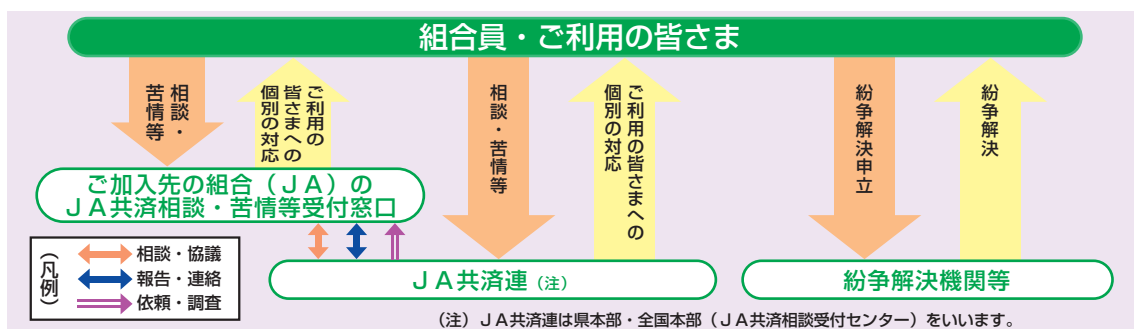 組合員・ご利用の皆さま
相談・
苦情等
ご利用の
皆さまへの
個別の対応
相談・苦情等
ご利用の皆さまへの
個別の対応
紛争解決申立
紛争解決
ご加入先の組合(JA)の
JA共済相談・苦情等受付窓口
(凡例)
相談・協議
報告・連絡
依頼・調査
JA共済連(注)
紛争解決機関等
(注)JA共済連は県本部・全国本部(JA共済相談受付センター)をいいます。